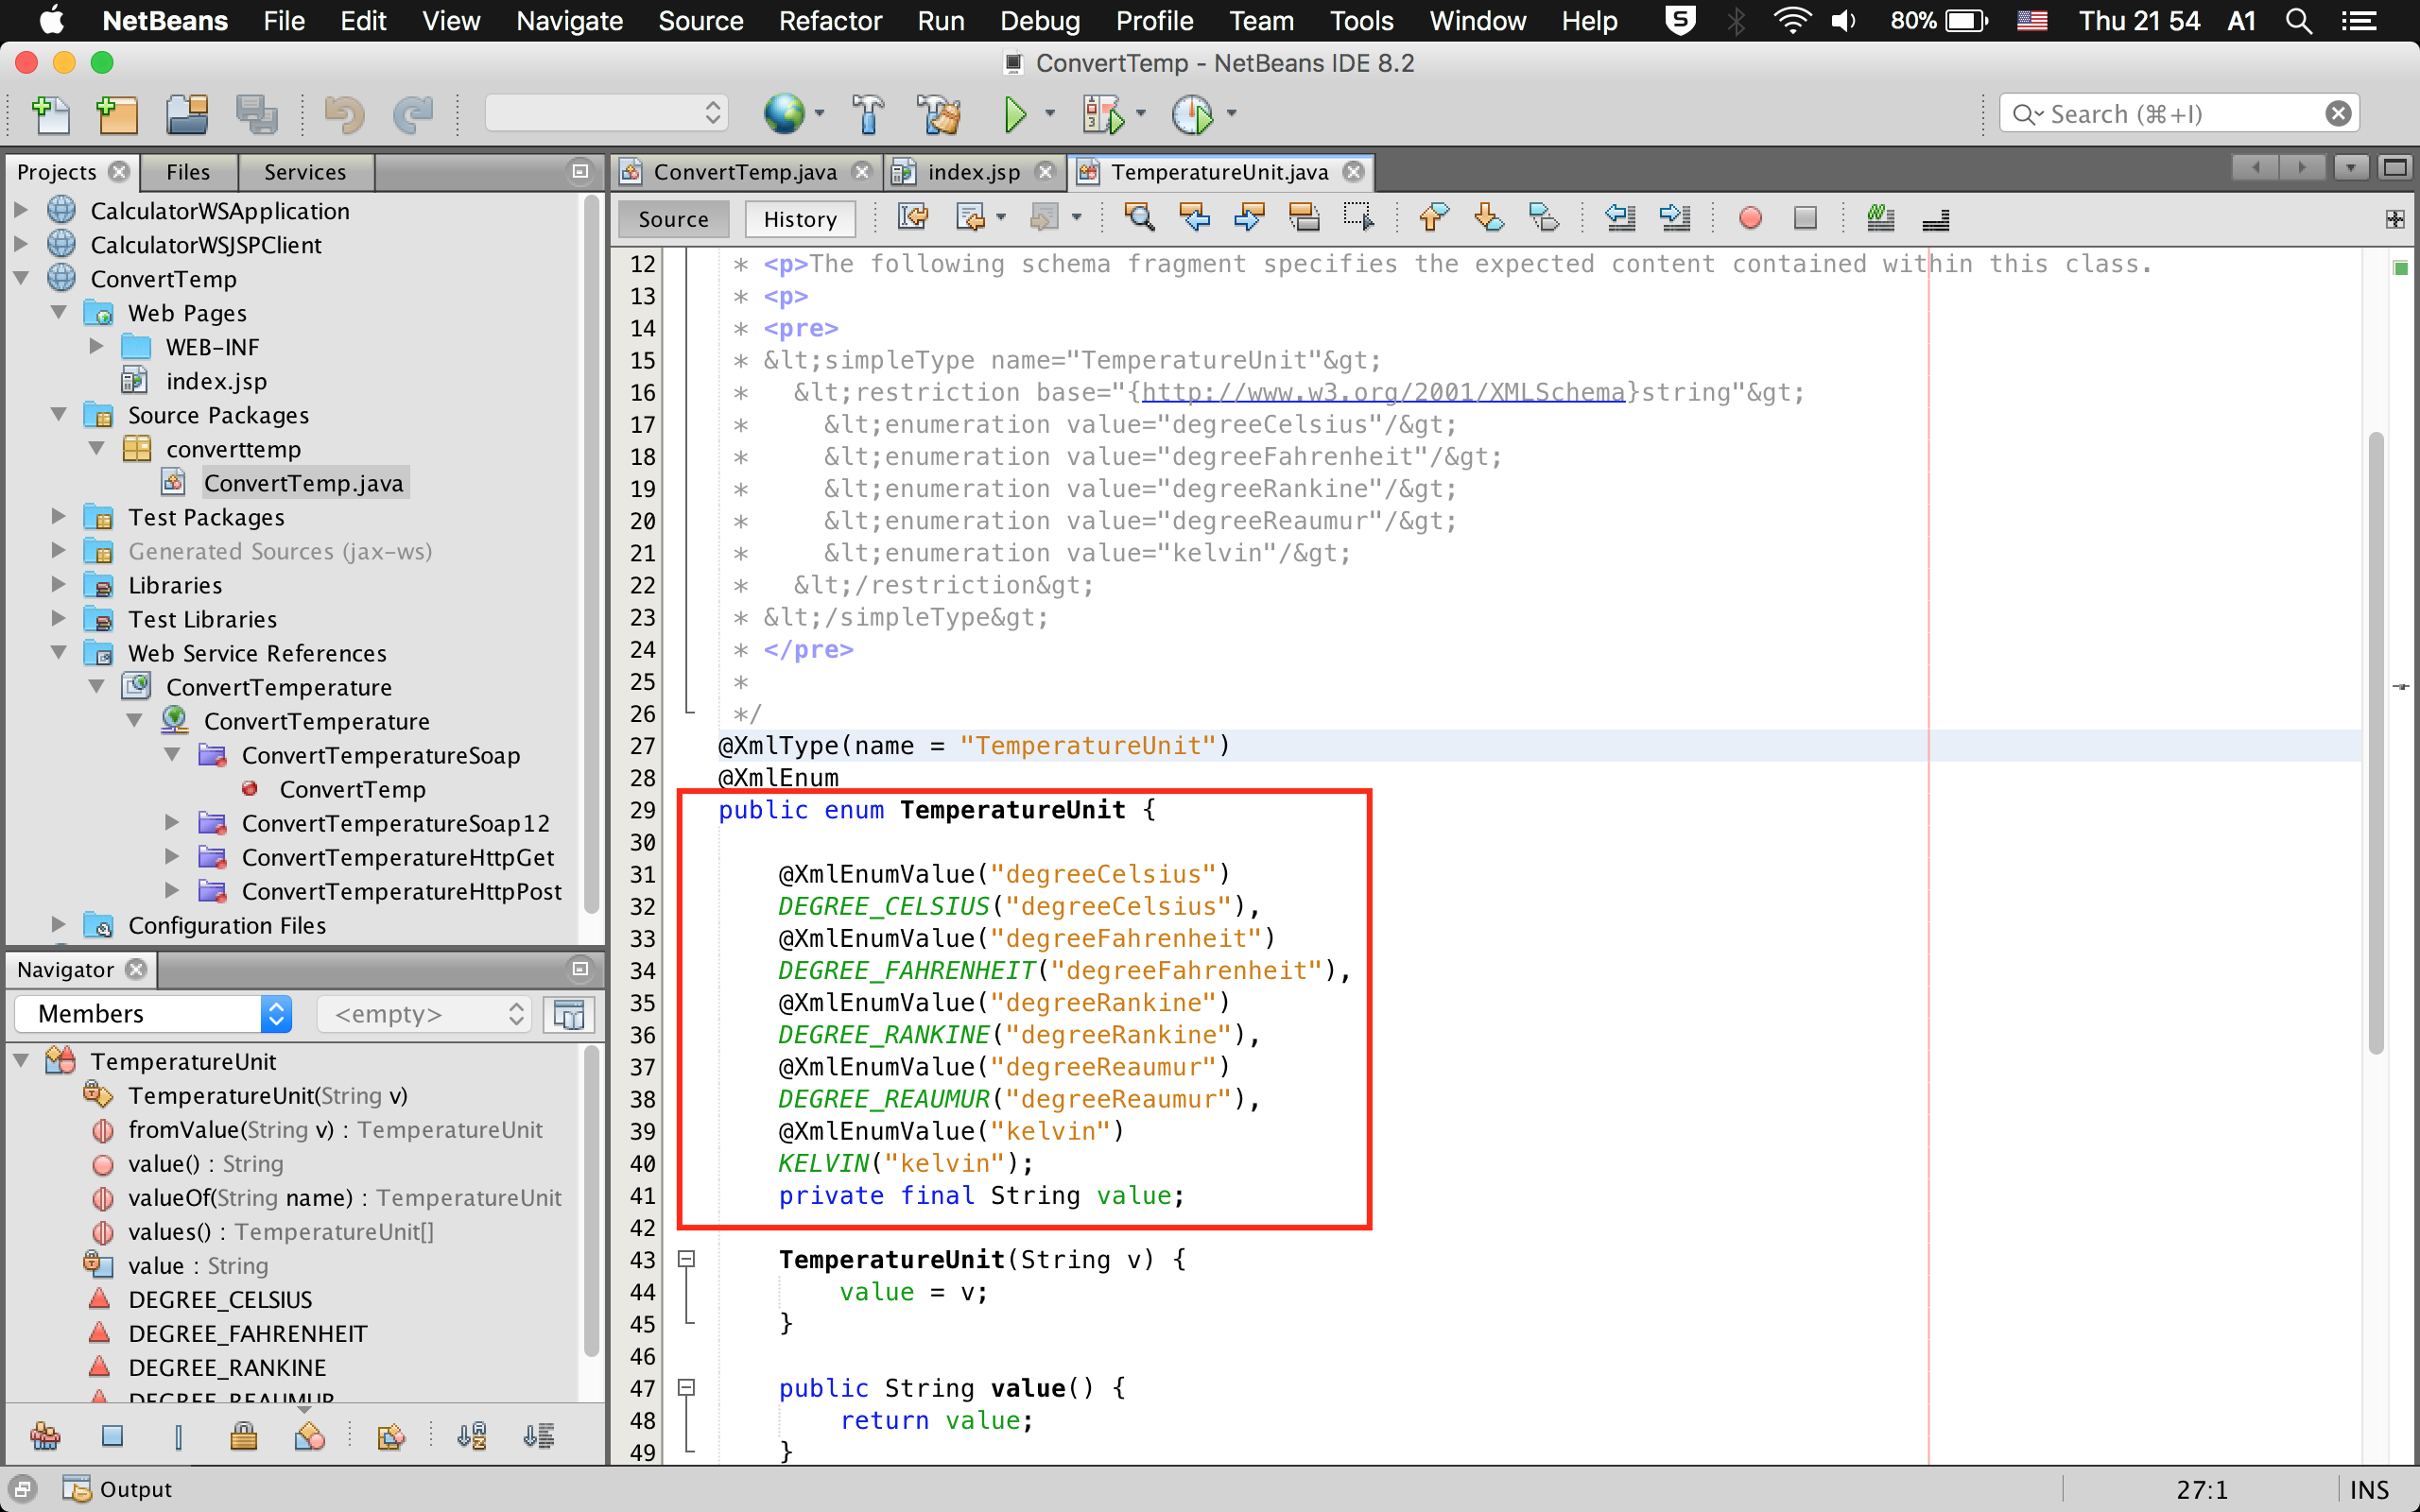 NetBeans File Edit View Navigate Source Refactor Run Debug Profile Team Tools Window Help 80% Thu 21 54 A1
ConvertTemp - NetBeans IDE 8.2
Search (⌘+I)
Projects Files Services
CalculatorWSApplication
CalculatorWSJSPClient
ConvertTemp
Web Pages
WEB-INF
index.jsp
Source Packages
converttemp
ConvertTemp.java
Test Packages
Generated Sources (jax-ws)
Libraries
Test Libraries
Web Service References
ConvertTemperature
ConvertTemperature
ConvertTemperatureSoap
ConvertTemp
ConvertTemperatureSoap12
ConvertTemperatureHttpGet
ConvertTemperatureHttpPost
Configuration Files
Navigator
Members <empty>
TemperatureUnit
TemperatureUnit(String v)
fromValue(String v) : TemperatureUnit
value() : String
valueOf(String name) : TemperatureUnit
values() : TemperatureUnit[]
value : String
DEGREE_CELSIUS
DEGREE_FAHRENHEIT
DEGREE_RANKINE
DEGREE_REAUMUR
ConvertTemp.java index.jsp TemperatureUnit.java
Source History
12 * <p>The following schema fragment specifies the expected content contained within this class.
13 * <p>
14 * <pre>
15 * &lt;simpleType name="TemperatureUnit"&gt;
16 *   &lt;restriction base="{http://www.w3.org/2001/XMLSchema}string"&gt;
17 *     &lt;enumeration value="degreeCelsius"/&gt;
18 *     &lt;enumeration value="degreeFahrenheit"/&gt;
19 *     &lt;enumeration value="degreeRankine"/&gt;
20 *     &lt;enumeration value="degreeReaumur"/&gt;
21 *     &lt;enumeration value="kelvin"/&gt;
22 *   &lt;/restriction&gt;
23 * &lt;/simpleType&gt;
24 * </pre>
25 *
26 */
27 @XmlType(name = "TemperatureUnit")
28 @XmlEnum
29 public enum TemperatureUnit {
30
31     @XmlEnumValue("degreeCelsius")
32     DEGREE_CELSIUS("degreeCelsius"),
33     @XmlEnumValue("degreeFahrenheit")
34     DEGREE_FAHRENHEIT("degreeFahrenheit"),
35     @XmlEnumValue("degreeRankine")
36     DEGREE_RANKINE("degreeRankine"),
37     @XmlEnumValue("degreeReaumur")
38     DEGREE_REAUMUR("degreeReaumur"),
39     @XmlEnumValue("kelvin")
40     KELVIN("kelvin");
41     private final String value;
42
43     TemperatureUnit(String v) {
44         value = v;
45     }
46
47     public String value() {
48         return value;
49     }
Output 27:1 INS